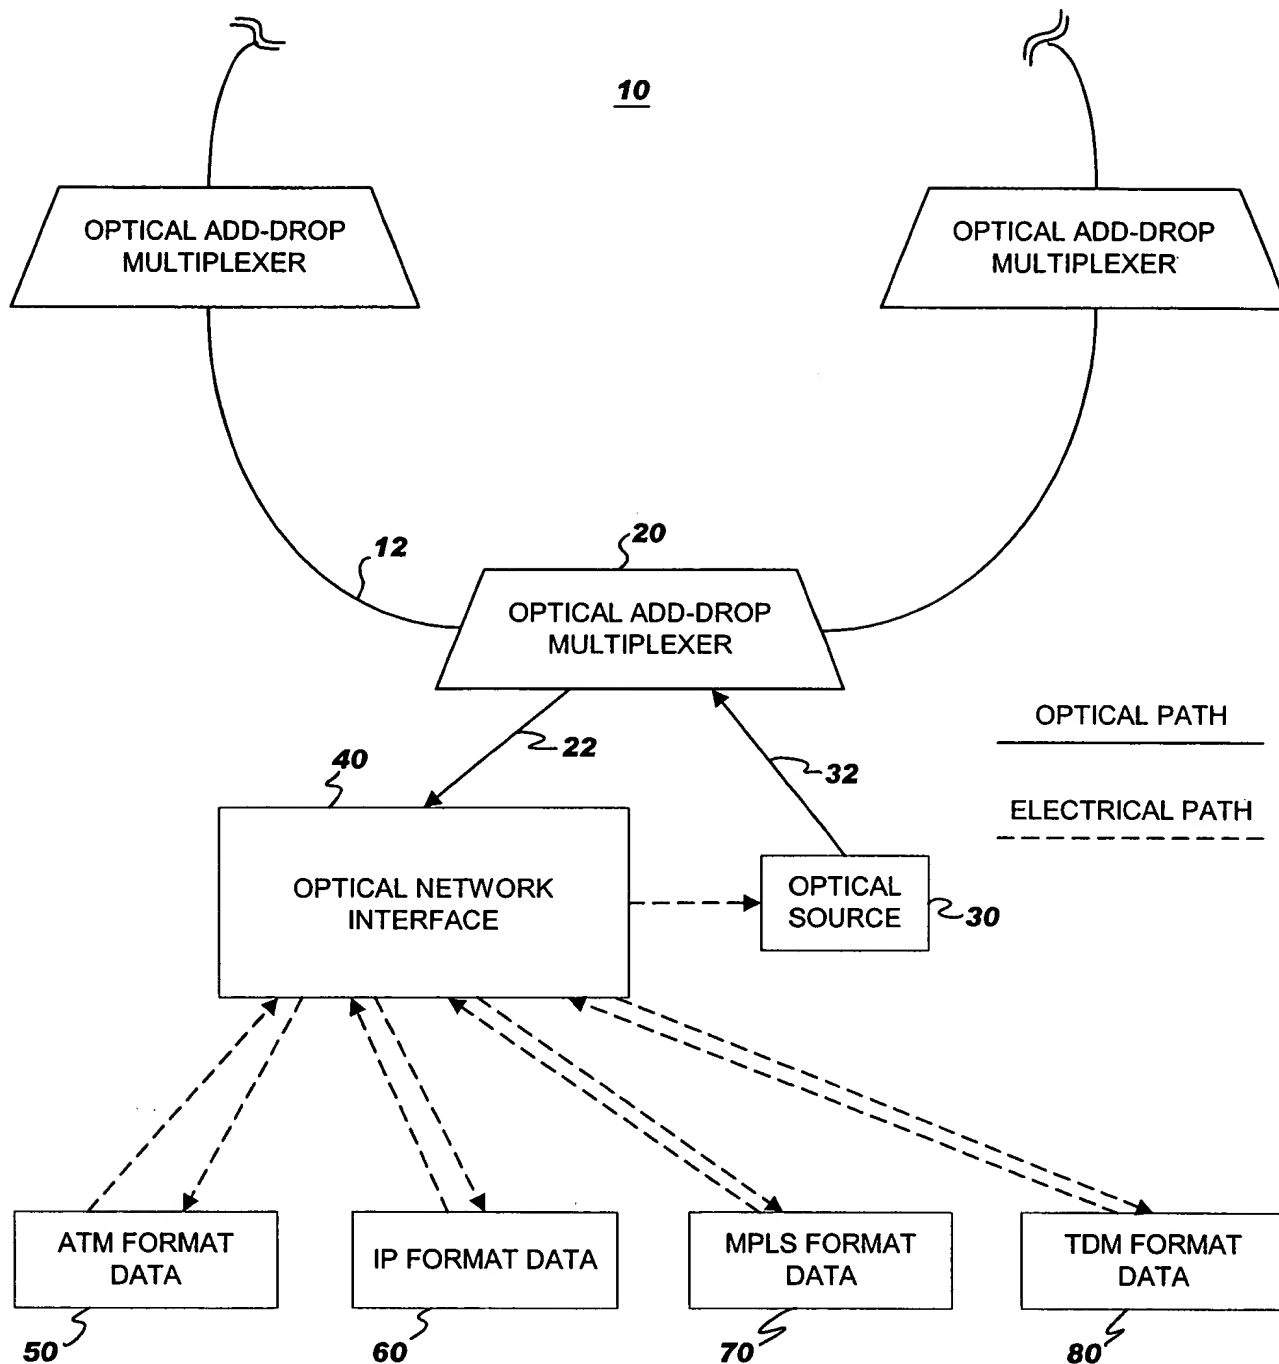 10
OPTICAL ADD-DROP
MULTIPLEXER
OPTICAL ADD-DROP
MULTIPLEXER
12
20
OPTICAL ADD-DROP
MULTIPLEXER
22
32
OPTICAL PATH
ELECTRICAL PATH
40
OPTICAL NETWORK
INTERFACE
OPTICAL
SOURCE
30
ATM FORMAT
DATA
IP FORMAT DATA
MPLS FORMAT
DATA
TDM FORMAT
DATA
50
60
70
80